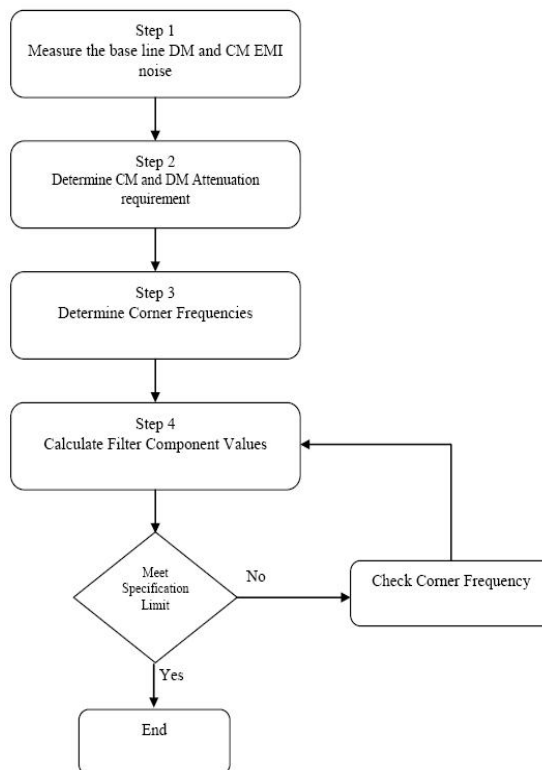 Step 1
Measure the base line DM and CM EMI
noise
Step 2
Determine CM and DM Attenuation
requirement
Step 3
Determine Corner Frequencies
Step 4
Calculate Filter Component Values
Meet
Specification
Limit
No
Check Corner Frequency
Yes
End